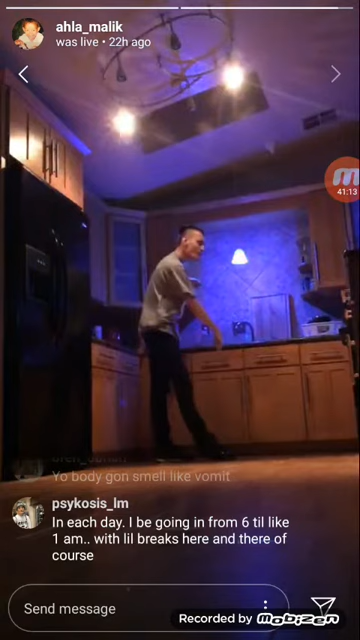 ahla_malik
was live • 22h ago
41:13
Yo body gon smell like vomit
psykosis_lm
In each day. I be going in from 6 til like
1 am.. with lil breaks here and there of
course
Send message
Recorded by Mobizen